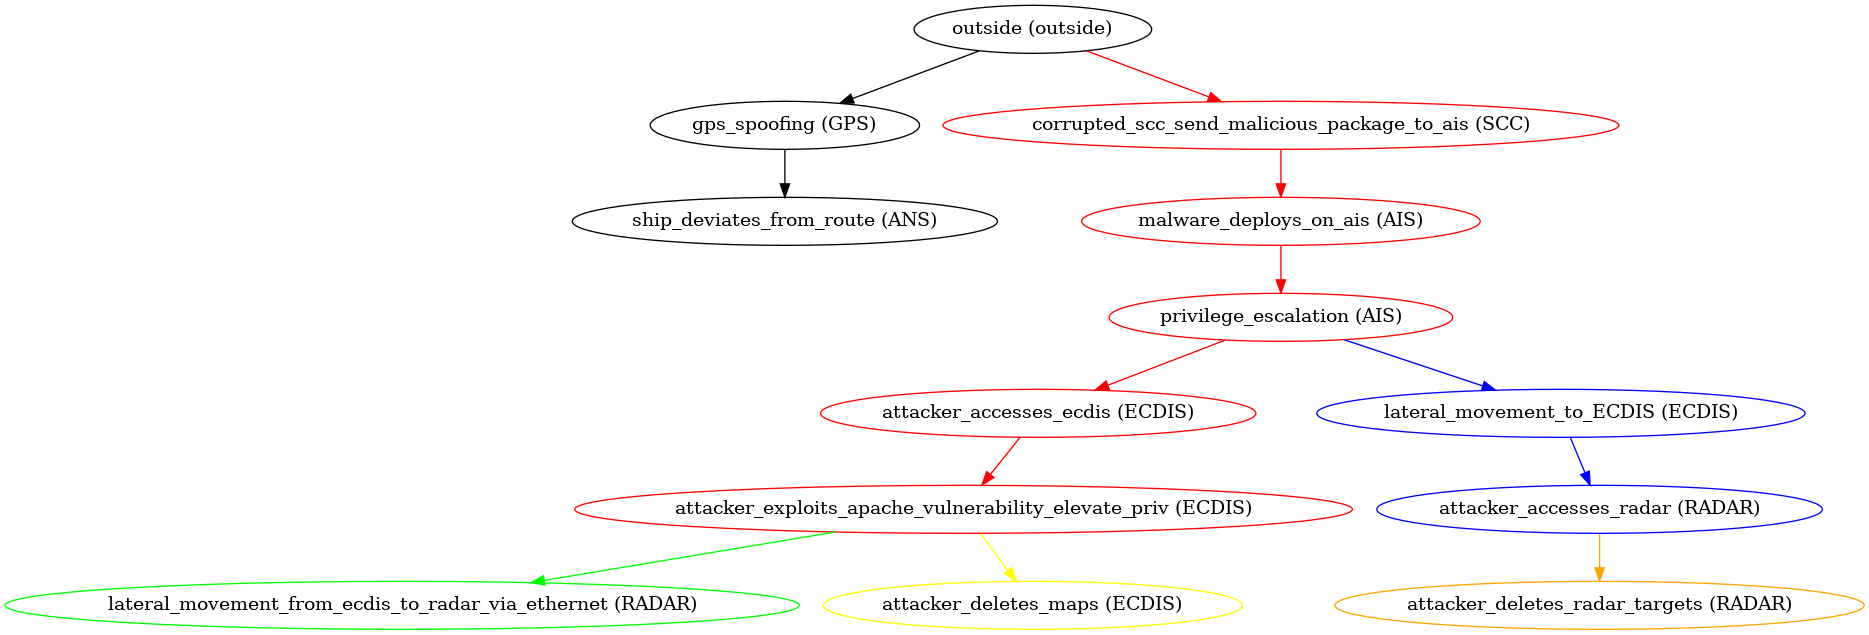 outside (outside)
gps_spoofing (GPS)
corrupted_scc_send_malicious_package_to_ais (SCC)
ship_deviates_from_route (ANS)
malware_deploys_on_ais (AIS)
privilege_escalation (AIS)
attacker_accesses_ecdis (ECDIS)
lateral_movement_to_ECDIS (ECDIS)
attacker_exploits_apache_vulnerability_elevate_priv (ECDIS)
attacker_accesses_radar (RADAR)
lateral_movement_from_ecdis_to_radar_via_ethernet (RADAR)
attacker_deletes_maps (ECDIS)
attacker_deletes_radar_targets (RADAR)